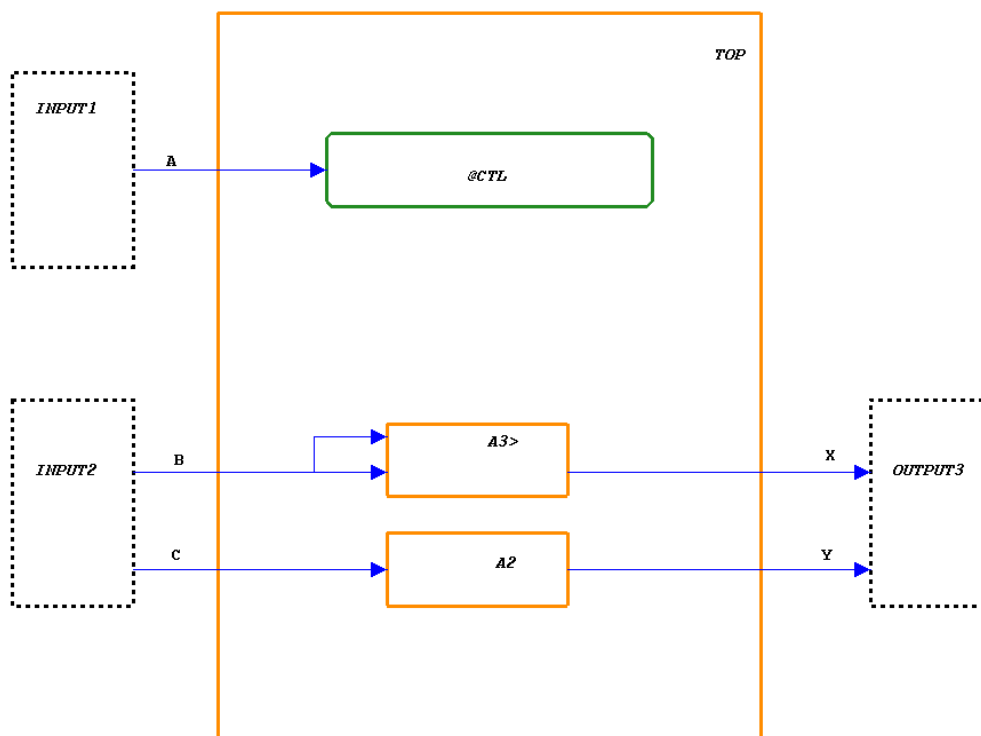 TOP
INPUT1
A
@CTL
A3>
B
X
INPUT2
OUTPUT3
C
Y
A2